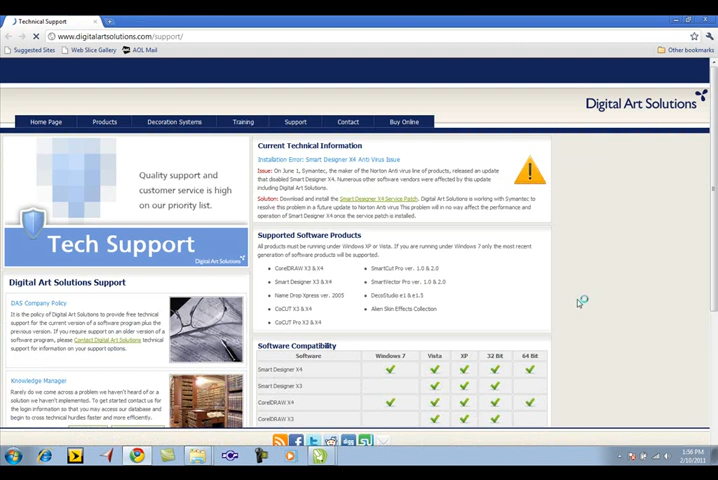 Technical Support
www.digitalartsolutions.com/support/
Suggested Sites
Web Slice Gallery
AOL Mail
Other bookmarks
Digital Art Solutions
Home Page
Products
Decoration Systems
Training
Support
Contact
Buy Online
Quality support and
customer service is high
on our priority list.
Tech Support
Digital Art Solutions
Digital Art Solutions Support
DAS Company Policy
It is the policy of Digital Art Solutions to provide free technical
support for the current version of a software program plus the
previous version. If you require support on an older version of a
software program, please Contact Digital Art Solutions technical
support for information on your support options.
Knowledge Manager
Rarely do we come across a problem we haven't heard of or a
solution we haven't implemented. To get started contact us for
the login information so that you may access our database and
begin to cross technical hurdles faster and more efficiently.
Current Technical Information
Installation Error: Smart Designer X4 Anti Virus Issue
Issue: On June 1, Symantec, the maker of the Norton Anti virus line of products, released an update
that disabled Smart Designer X4. Numerous other software vendors were affected by this update
including Digital Art Solutions.
Solution: Download and install the Smart Designer X4 Service Patch. Digital Art Solutions is working with Symantec to
resolve this problem in a future update to Norton Anti virus This problem will in no way affect the performance and
operation of Smart Designer X4 once the service patch is installed.
Supported Software Products
All products must be running under Windows XP or Vista. If you are running under Windows 7 only the most recent
generation of software products will be supported.
CorelDRAW X3 & X4
Smart Designer X3 & X4
Name Drop Xpress ver. 2005
CoCUT X3 & X4
CoCUT Pro X3 & X4
SmartCut Pro ver. 1.0 & 2.0
SmartVector Pro ver. 1.0 & 2.0
DecoStudio e1 & e1.5
Alien Skin Effects Collection
Software Compatibility
Software Windows 7 Vista XP 32 Bit 64 Bit
Smart Designer X4
Smart Designer X3
CorelDRAW X4
CorelDRAW X3
1:56 PM
2/10/2011